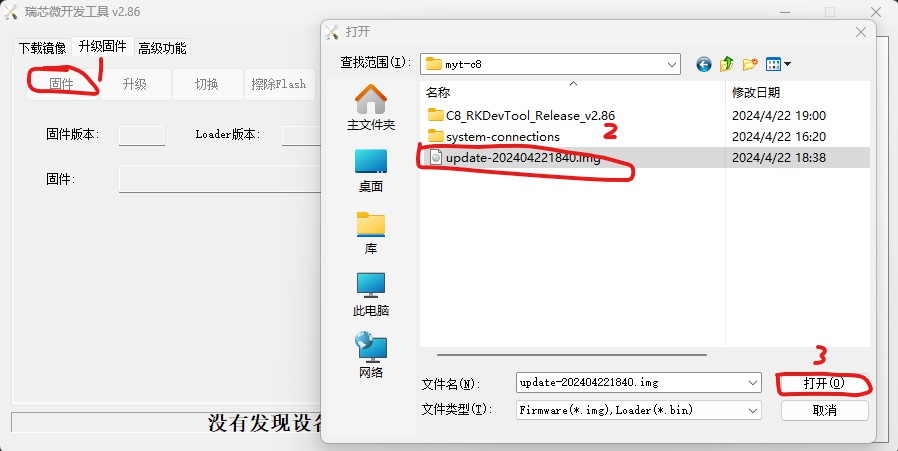 瑞芯微开发工具 v2.86
下载镜像 升级固件 高级功能
1
固件 升级 切换 擦除Flash
固件版本: Loader版本:
固件:
没有发现设备
打开
查找范围(I): myt-c8
主文件夹
桌面
库
此电脑
网络
名称 修改日期
C8_RKDevTool_Release_v2.86 2024/4/22 19:00
system-connections 2024/4/22 16:20
2
update-202404221840.img 2024/4/22 18:38
3
文件名(N): update-202404221840.img 打开(O)
文件类型(T): Firmware(*.img),Loader(*.bin) 取消